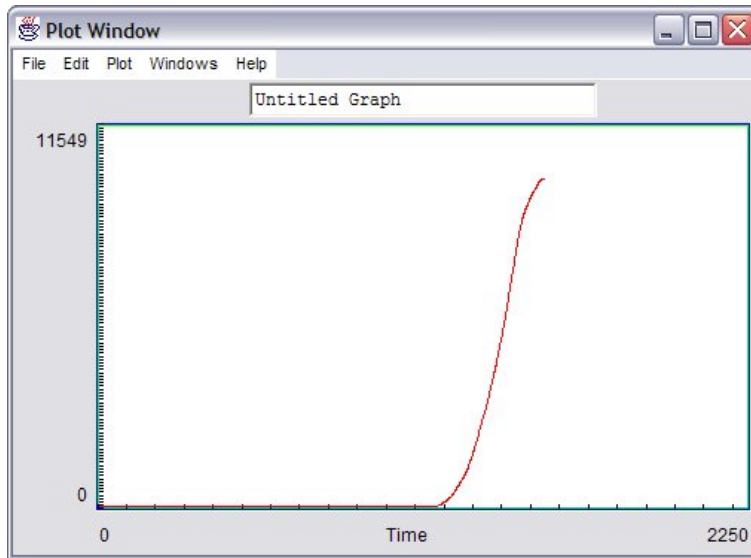 Plot Window
File Edit Plot Windows Help
Untitled Graph
11549
0
0 Time 2250